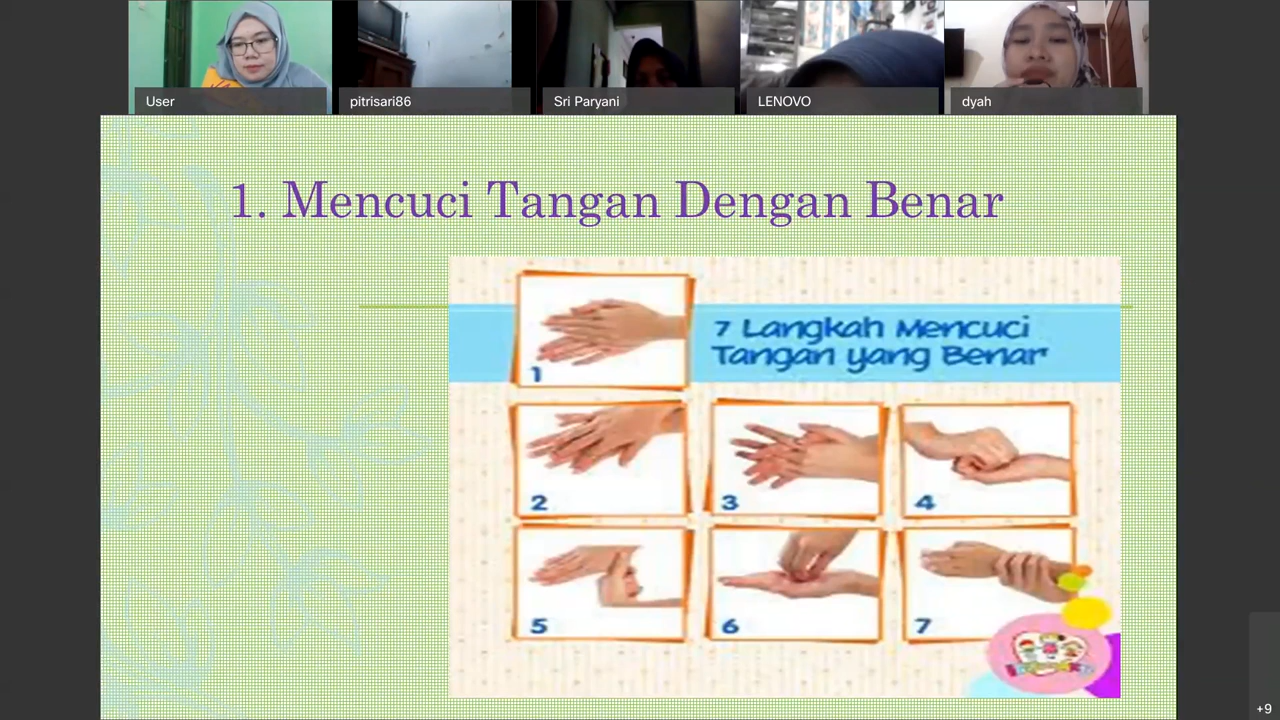 User
pitrisari86
Sri Paryani
LENOVO
dyah
1. Mencuci Tangan Dengan Benar
7 Langkah Mencuci
Tangan yang Benar
1
2
3
4
5
6
7
+9